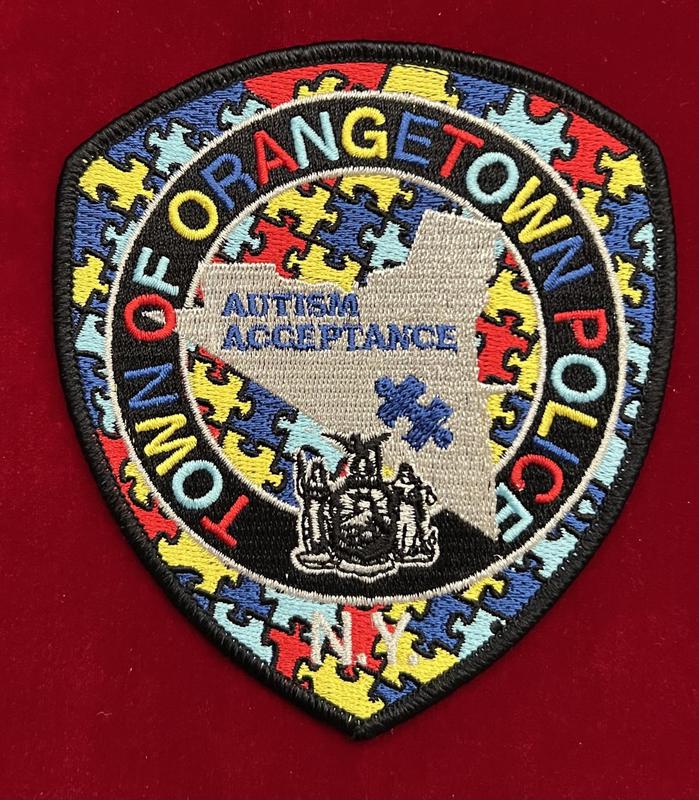 TOWN OF ORANGETOWN POLICE
AUTISM
ACCEPTANCE
N.Y.